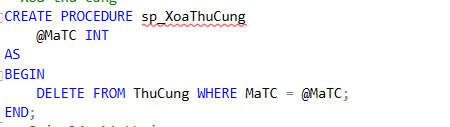 CREATE PROCEDURE sp_XoaThuCung
@MaTC INT
AS
BEGIN
DELETE FROM ThuCung WHERE MaTC = @MaTC;
END;